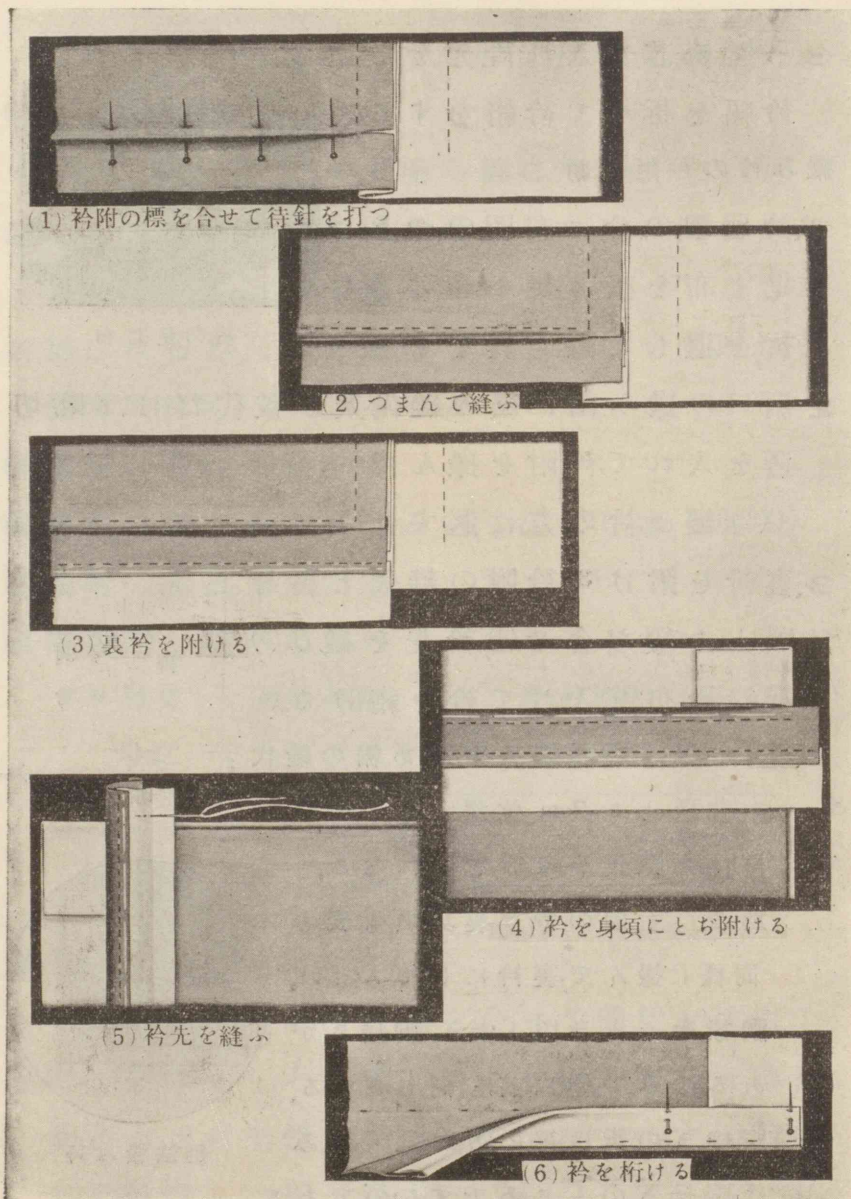 (1) 衿附の標を合せて待針を打つ
(2) つまんで縫ふ
(3) 裏衿を附ける.
(4) 衿を身頃にとぢ附ける
(5) 衿先を縫ふ
(6) 衿を桁ける